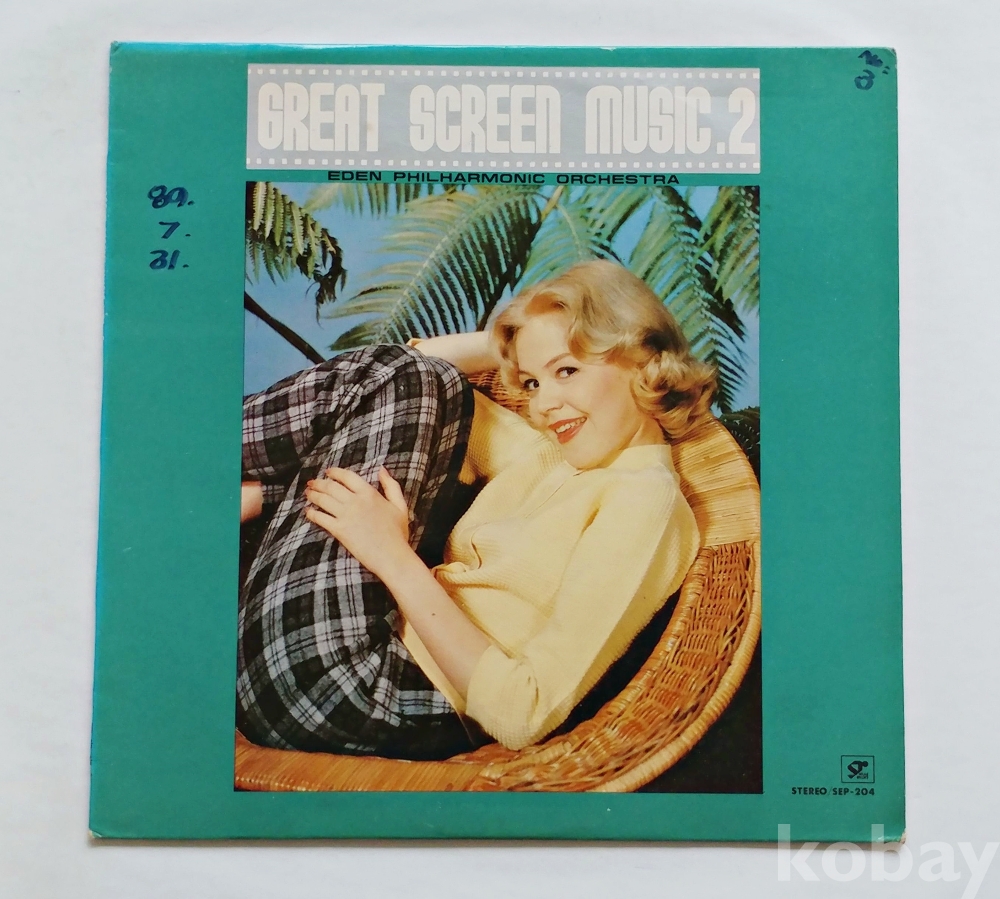 GREAT SCREEN MUSIC.2
EDEN PHILHARMONIC ORCHESTRA
89.
7.
31.
STEREO/SEP-204
kobay